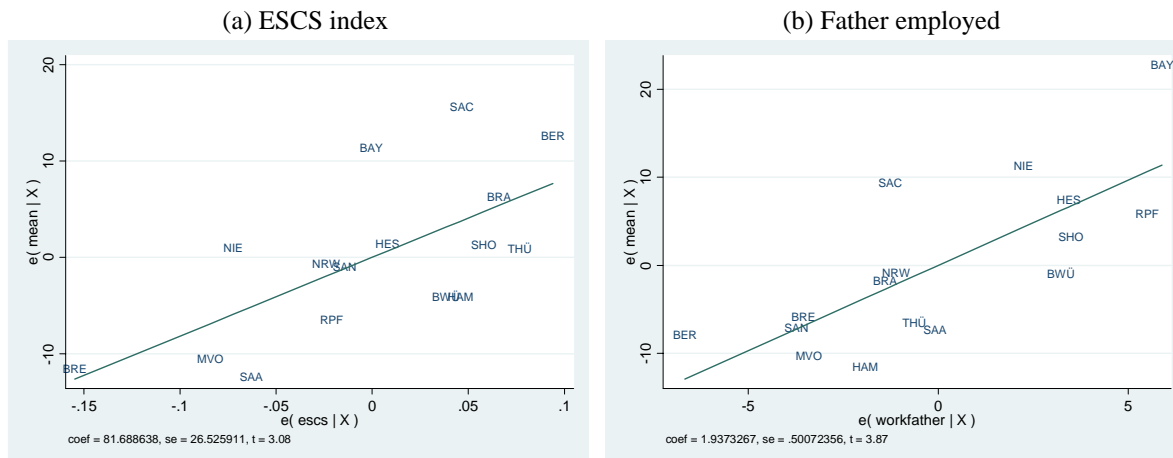 (a) ESCS index
e( mean | X )
20
10
0
-10
SAC
BER
BAY
BRA
NIE
HES
SHO
THÜ
NRW
SAN
BWÜ
HAM
RPF
MVO
BRE
SAA
-.15
-.1
-.05
0
.05
.1
e( escs | X )
coef = 81.688638, se = 26.525911, t = 3.08
(b) Father employed
e( mean | X )
20
10
0
-10
BAY
NIE
SAC
HES
RPF
SHO
NRW
BWÜ
BRA
BRE
THÜ
SAN
SAA
BER
MVO
HAM
-5
0
5
e( workfather | X )
coef = 1.9373267, se = .50072356, t = 3.87